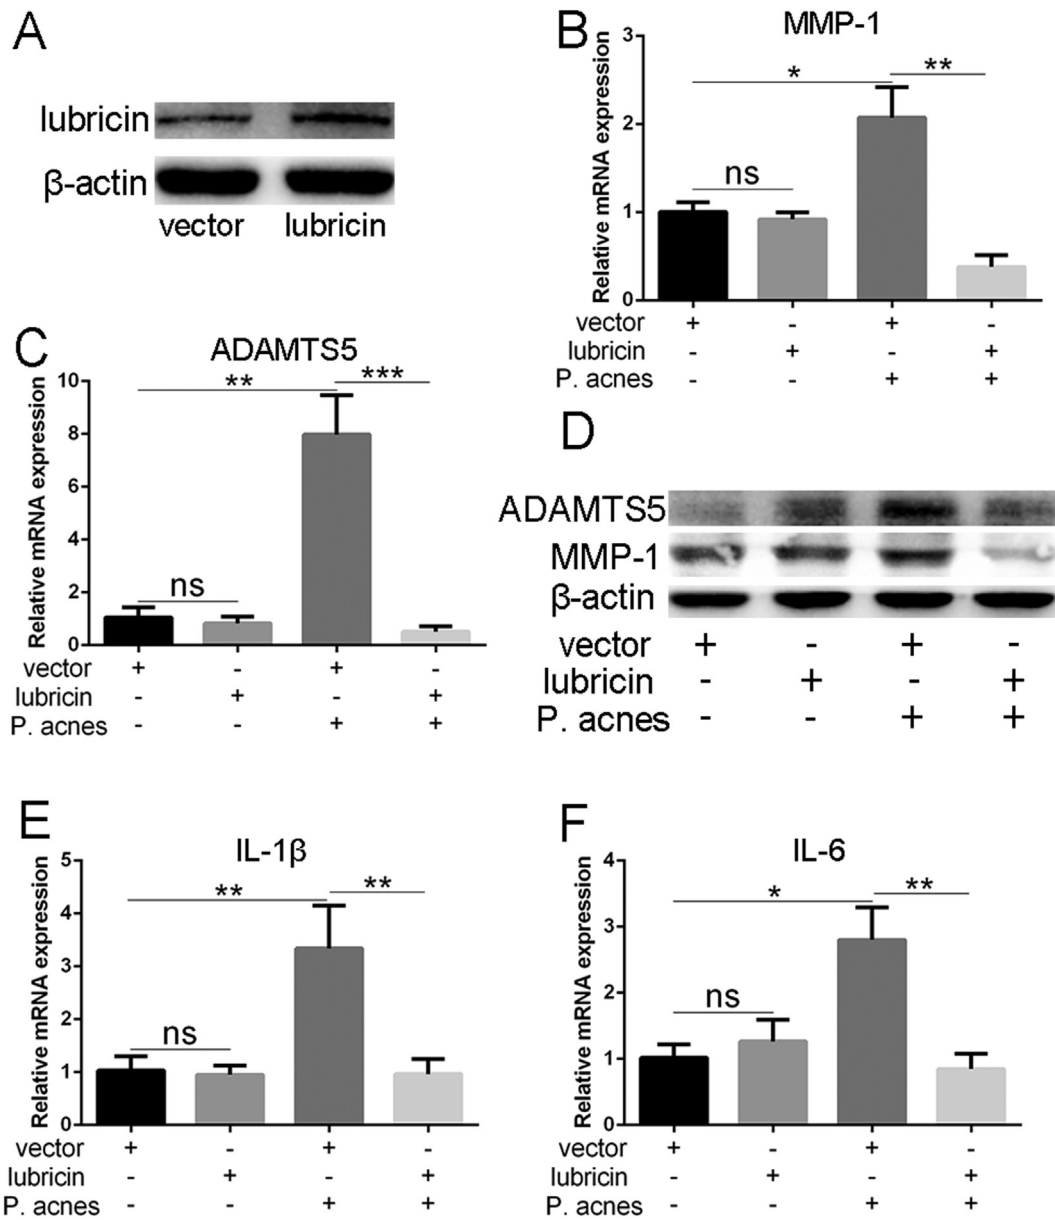 A
lubricin
β-actin
vector lubricin
B
MMP-1
Relative mRNA expression
3
2
1
0
* **
ns
vector + - + -
lubricin - + - +
P. acnes - - + +
C
ADAMTS5
Relative mRNA expression
10
8
6
4
2
0
** ***
ns
vector + - + -
lubricin - + - +
P. acnes - - + +
D
ADAMTS5
MMP-1
β-actin
vector + - + -
lubricin - + - +
P. acnes - - + +
E
IL-1β
Relative mRNA expression
5
4
3
2
1
0
** **
ns
vector + - + -
lubricin - + - +
P. acnes - - + +
F
IL-6
Relative mRNA expression
4
3
2
1
0
* **
ns
vector + - + -
lubricin - + - +
P. acnes - - + +